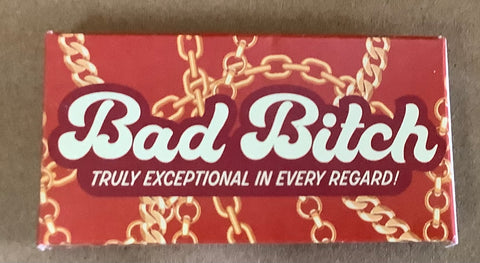 Bad Bitch
TRULY EXCEPTIONAL IN EVERY REGARD!